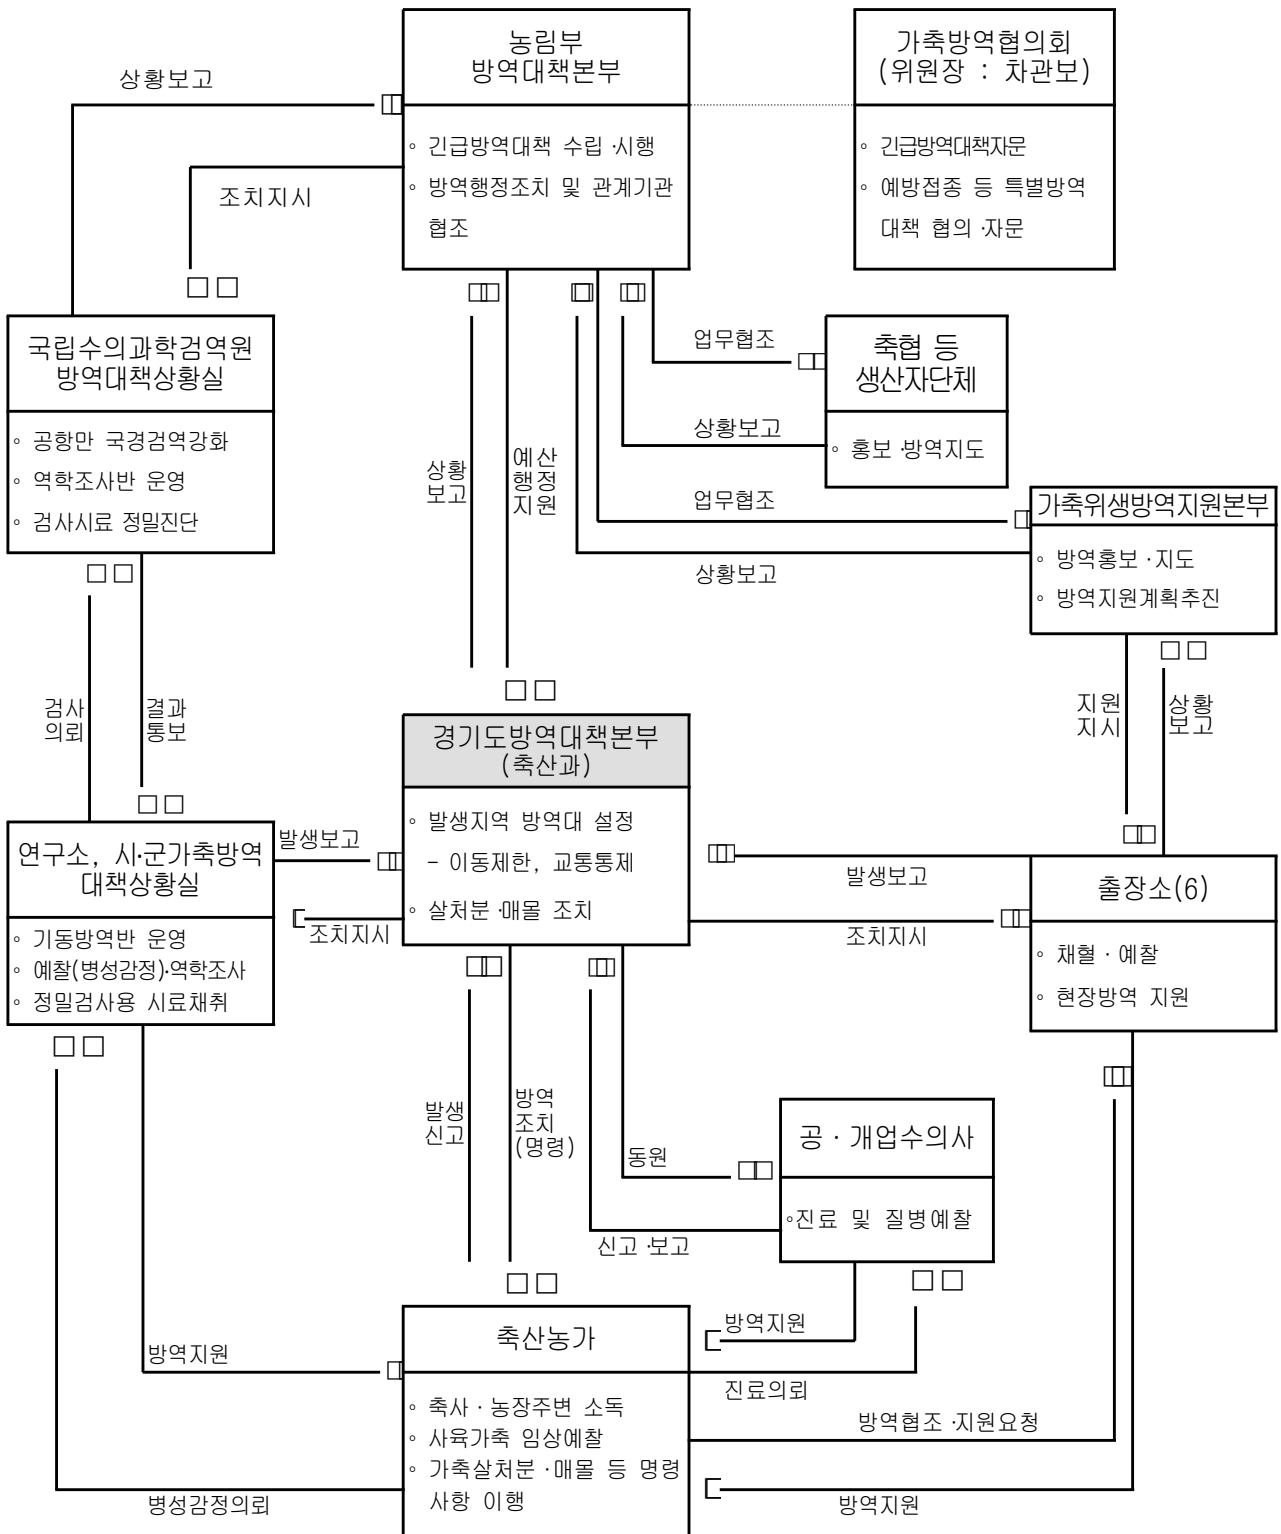 농림부
방역대책본부
가축방역협의회
(위원장 : 차관보)
상황보고
◦ 긴급방역대책 수립 ·시행
◦ 방역행정조치 및 관계기관
협조
◦ 긴급방역대책자문
◦ 예방접종 등 특별방역
대책 협의 ·자문
조치지시
국립수의과학검역원
방역대책상황실
업무협조
축협 등
생산자단체
◦ 공항만 국경검역강화
◦ 역학조사반 운영
◦ 검사시료 정밀진단
상황
보고
예산
행정
지원
상황보고
◦ 홍보 ·방역지도
업무협조
가축위생방역지원본부
상황보고
◦ 방역홍보 ·지도
◦ 방역지원계획추진
검사
의뢰
결과
통보
지원
지시
상황
보고
경기도방역대책본부
(축산과)
◦ 발생지역 방역대 설정
- 이동제한, 교통통제
◦ 살처분 ·매몰 조치
연구소, 시·군가축방역
대책상황실
발생보고
발생보고
출장소(6)
조치지시
조치지시
◦ 기동방역반 운영
◦ 예찰(병성감정)·역학조사
◦ 정밀검사용 시료채취
◦ 채혈 · 예찰
◦ 현장방역 지원
발생
신고
방역
조치
(명령)
동원
공 · 개업수의사
◦진료 및 질병예찰
신고 ·보고
방역지원
축산농가
방역지원
진료의뢰
◦ 축사 · 농장주변 소독
◦ 사육가축 임상예찰
◦ 가축살처분 ·매몰 등 명령
사항 이행
방역협조 ·지원요청
병성감정의뢰
방역지원